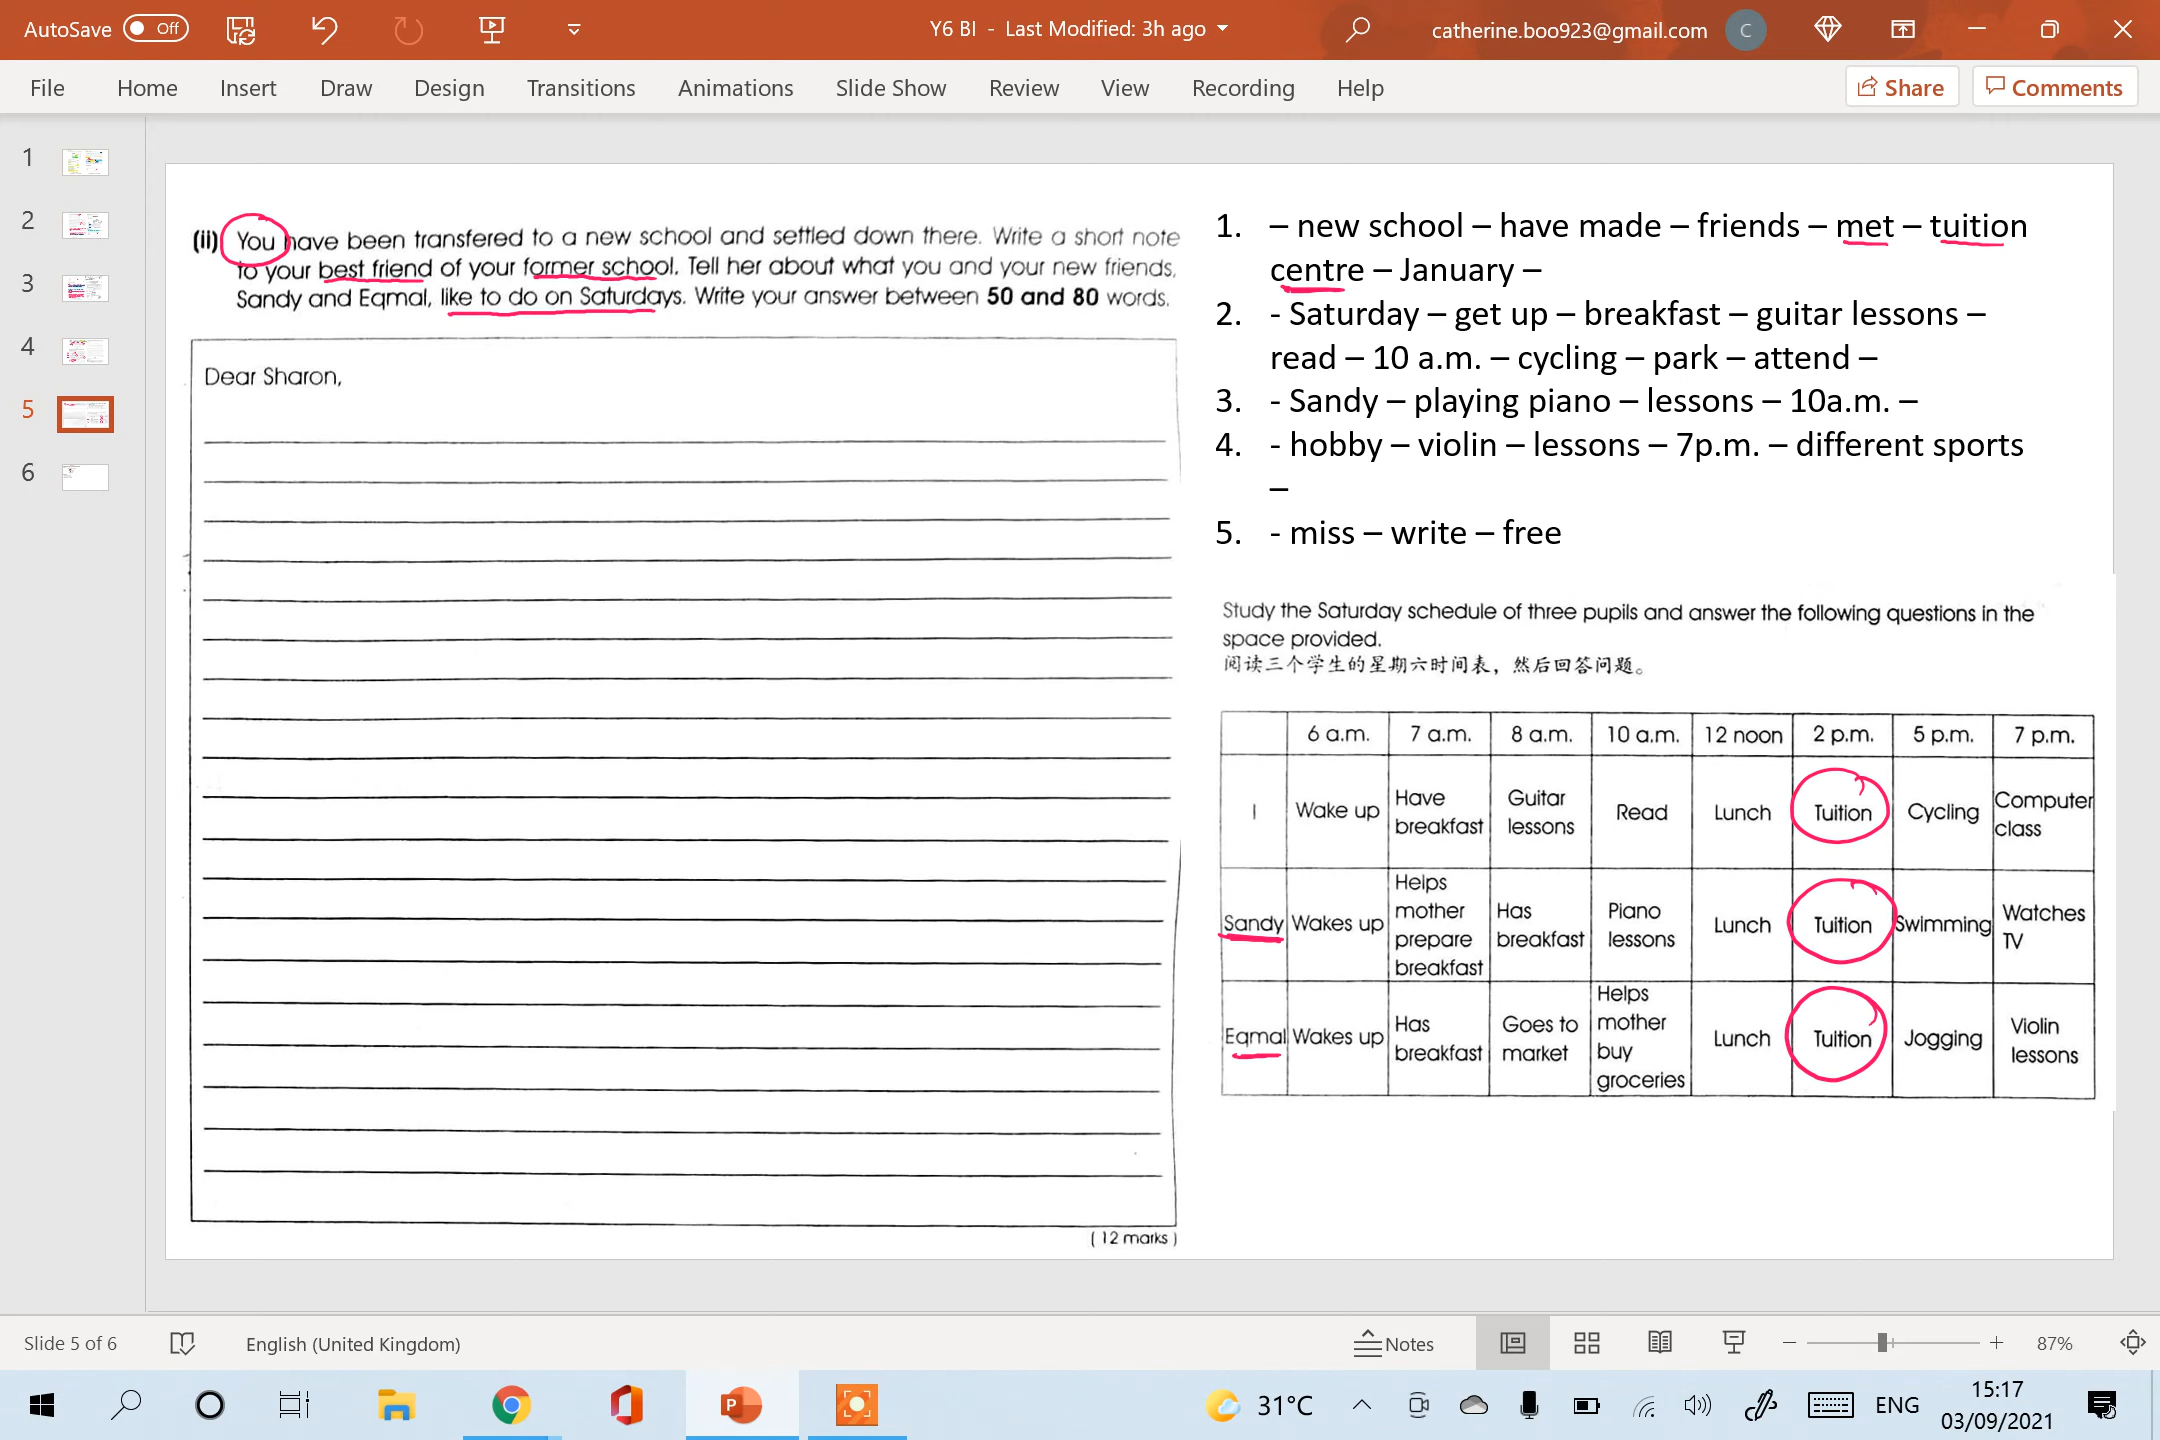 AutoSave Off Y6 BI - Last Modified: 3h ago catherine.boo923@gmail.com C
File Home Insert Draw Design Transitions Animations Slide Show Review View Recording Help Share Comments
1
2
3
4
5
6
(ii) You have been transfered to a new school and settled down there. Write a short note
to your best friend of your former school. Tell her about what you and your new friends,
Sandy and Eqmal, like to do on Saturdays. Write your answer between 50 and 80 words.
Dear Sharon,
( 12 marks )
1. – new school – have made – friends – met – tuition
centre – January –
2. - Saturday – get up – breakfast – guitar lessons –
read – 10 a.m. – cycling – park – attend –
3. - Sandy – playing piano – lessons – 10a.m. –
4. - hobby – violin – lessons – 7p.m. – different sports
–
5. - miss – write – free
Study the Saturday schedule of three pupils and answer the following questions in the
space provided.
阅读三个学生的星期六时间表，然后回答问题。
6 a.m. 7 a.m. 8 a.m. 10 a.m. 12 noon 2 p.m. 5 p.m. 7 p.m.
I Wake up Have breakfast Guitar lessons Read Lunch Tuition Cycling Computer class
Sandy Wakes up Helps mother prepare breakfast Has breakfast Piano lessons Lunch Tuition Swimming Watches TV
Eqmal Wakes up Has breakfast Goes to market Helps mother buy groceries Lunch Tuition Jogging Violin lessons
Slide 5 of 6 English (United Kingdom) Notes 87%
31°C ENG 15:17
03/09/2021